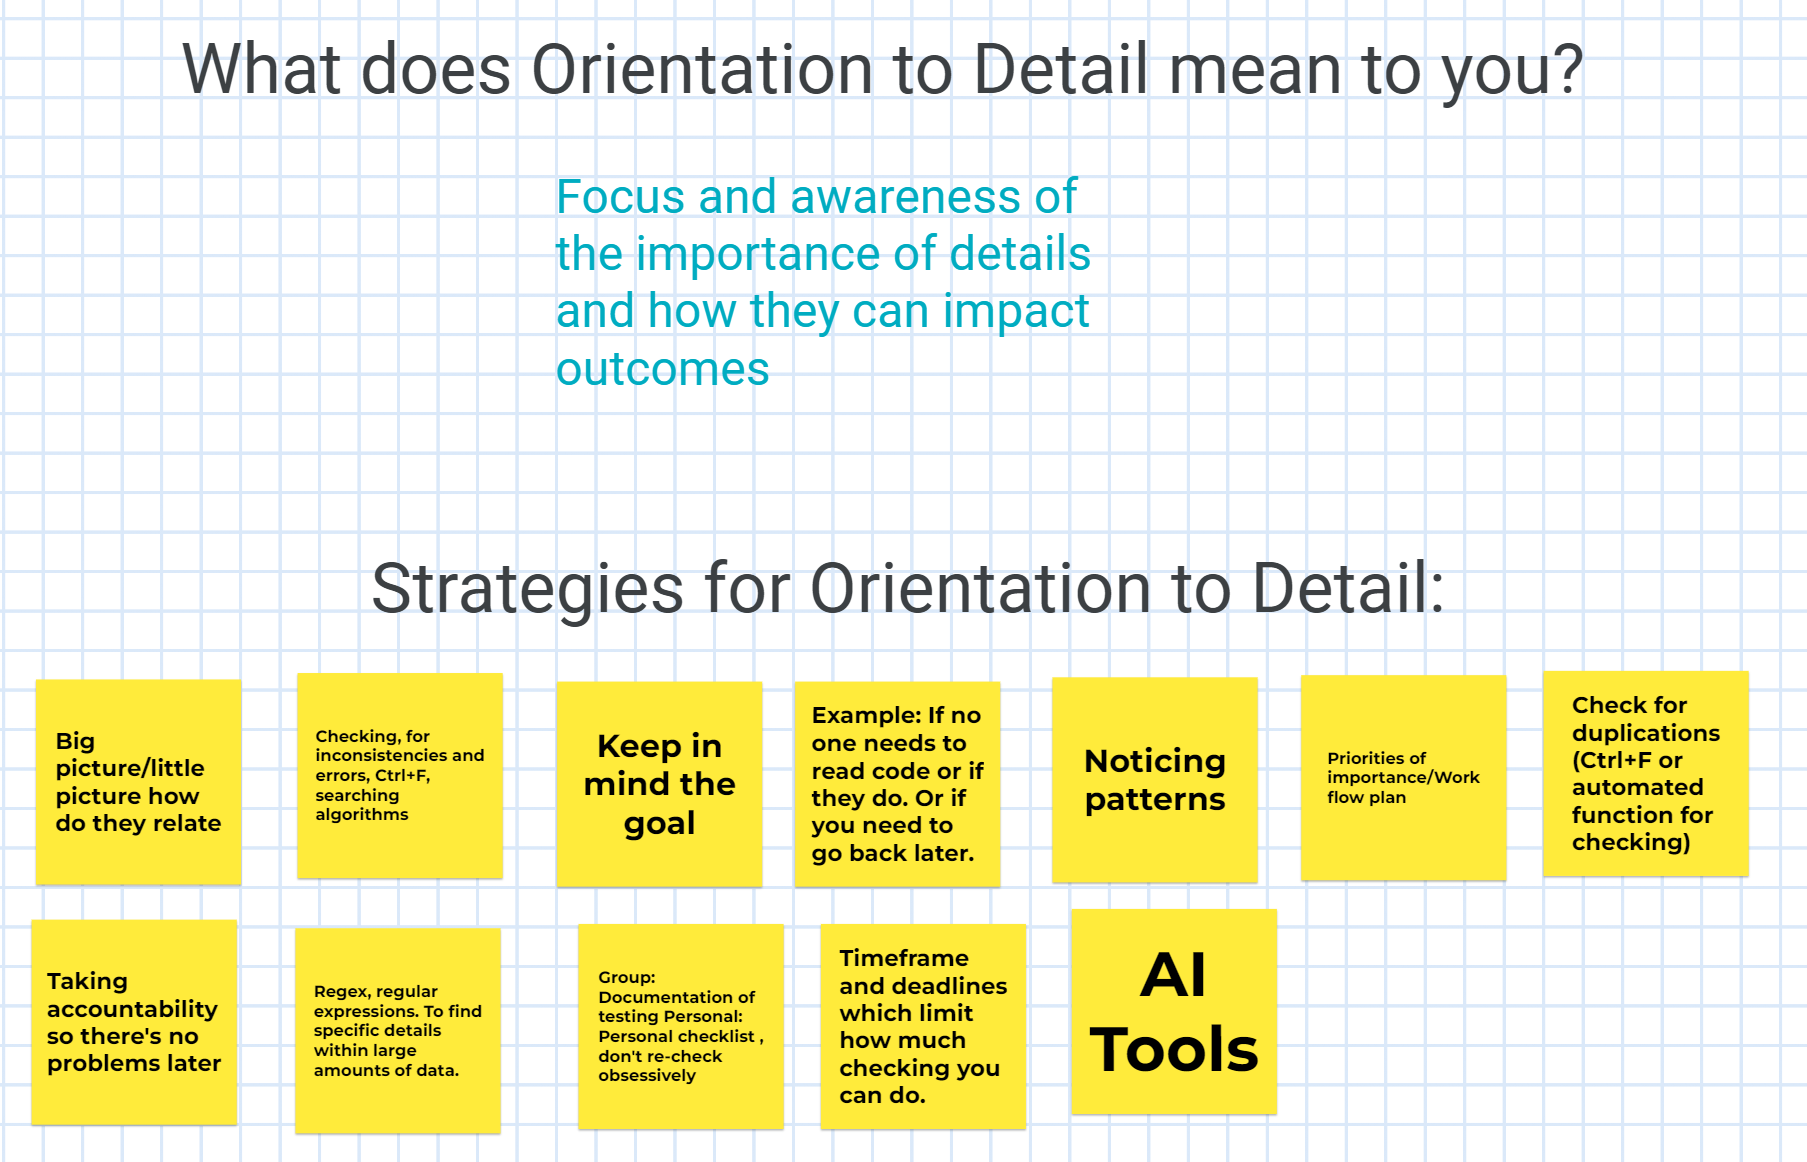 What does Orientation to Detail mean to you?
Focus and awareness of
the importance of details
and how they can impact
outcomes
Strategies for Orientation to Detail:
Big
picture/little
picture how
do they relate
Checking, for
inconsistencies and
errors, Ctrl+F,
searching
algorithms
Keep in
mind the
goal
Example: If no
one needs to
read code or if
they do. Or if
you need to
go back later.
Noticing
patterns
Priorities of
importance/Work
flow plan
Check for
duplications
(Ctrl+F or
automated
function for
checking)
Taking
accountability
so there's no
problems later
Regex, regular
expressions. To find
specific details
within large
amounts of data.
Group:
Documentation of
testing Personal:
Personal checklist ,
don't re-check
obsessively
Timeframe
and deadlines
which limit
how much
checking you
can do.
AI
Tools